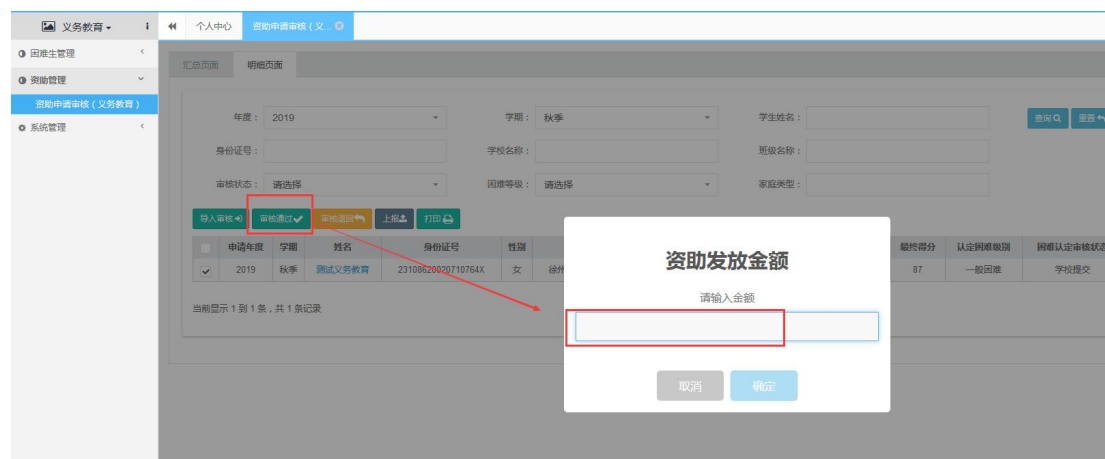 义务教育
个人中心 资助申请审核（义...
困难生管理
资助管理
资助申请审核（义务教育）
系统管理
汇总页面 明细页面
年度： 2019 学期： 秋季 学生姓名： 查询 重置
身份证号： 学校名称： 班级名称：
审核状态： 请选择 困难等级： 请选择 家庭类型：
导入审核 审核通过 审核退回 上报 打印
申请年度 学期 姓名 身份证号 性别 最终得分 认定困难级别 困难认定审核状态
2019 秋季 测试义务教育 23108620020710764X 女 徐州 87 一般困难 学校提交
当前显示 1 到 1 条，共 1 条记录
资助发放金额
请输入金额
取消 确定